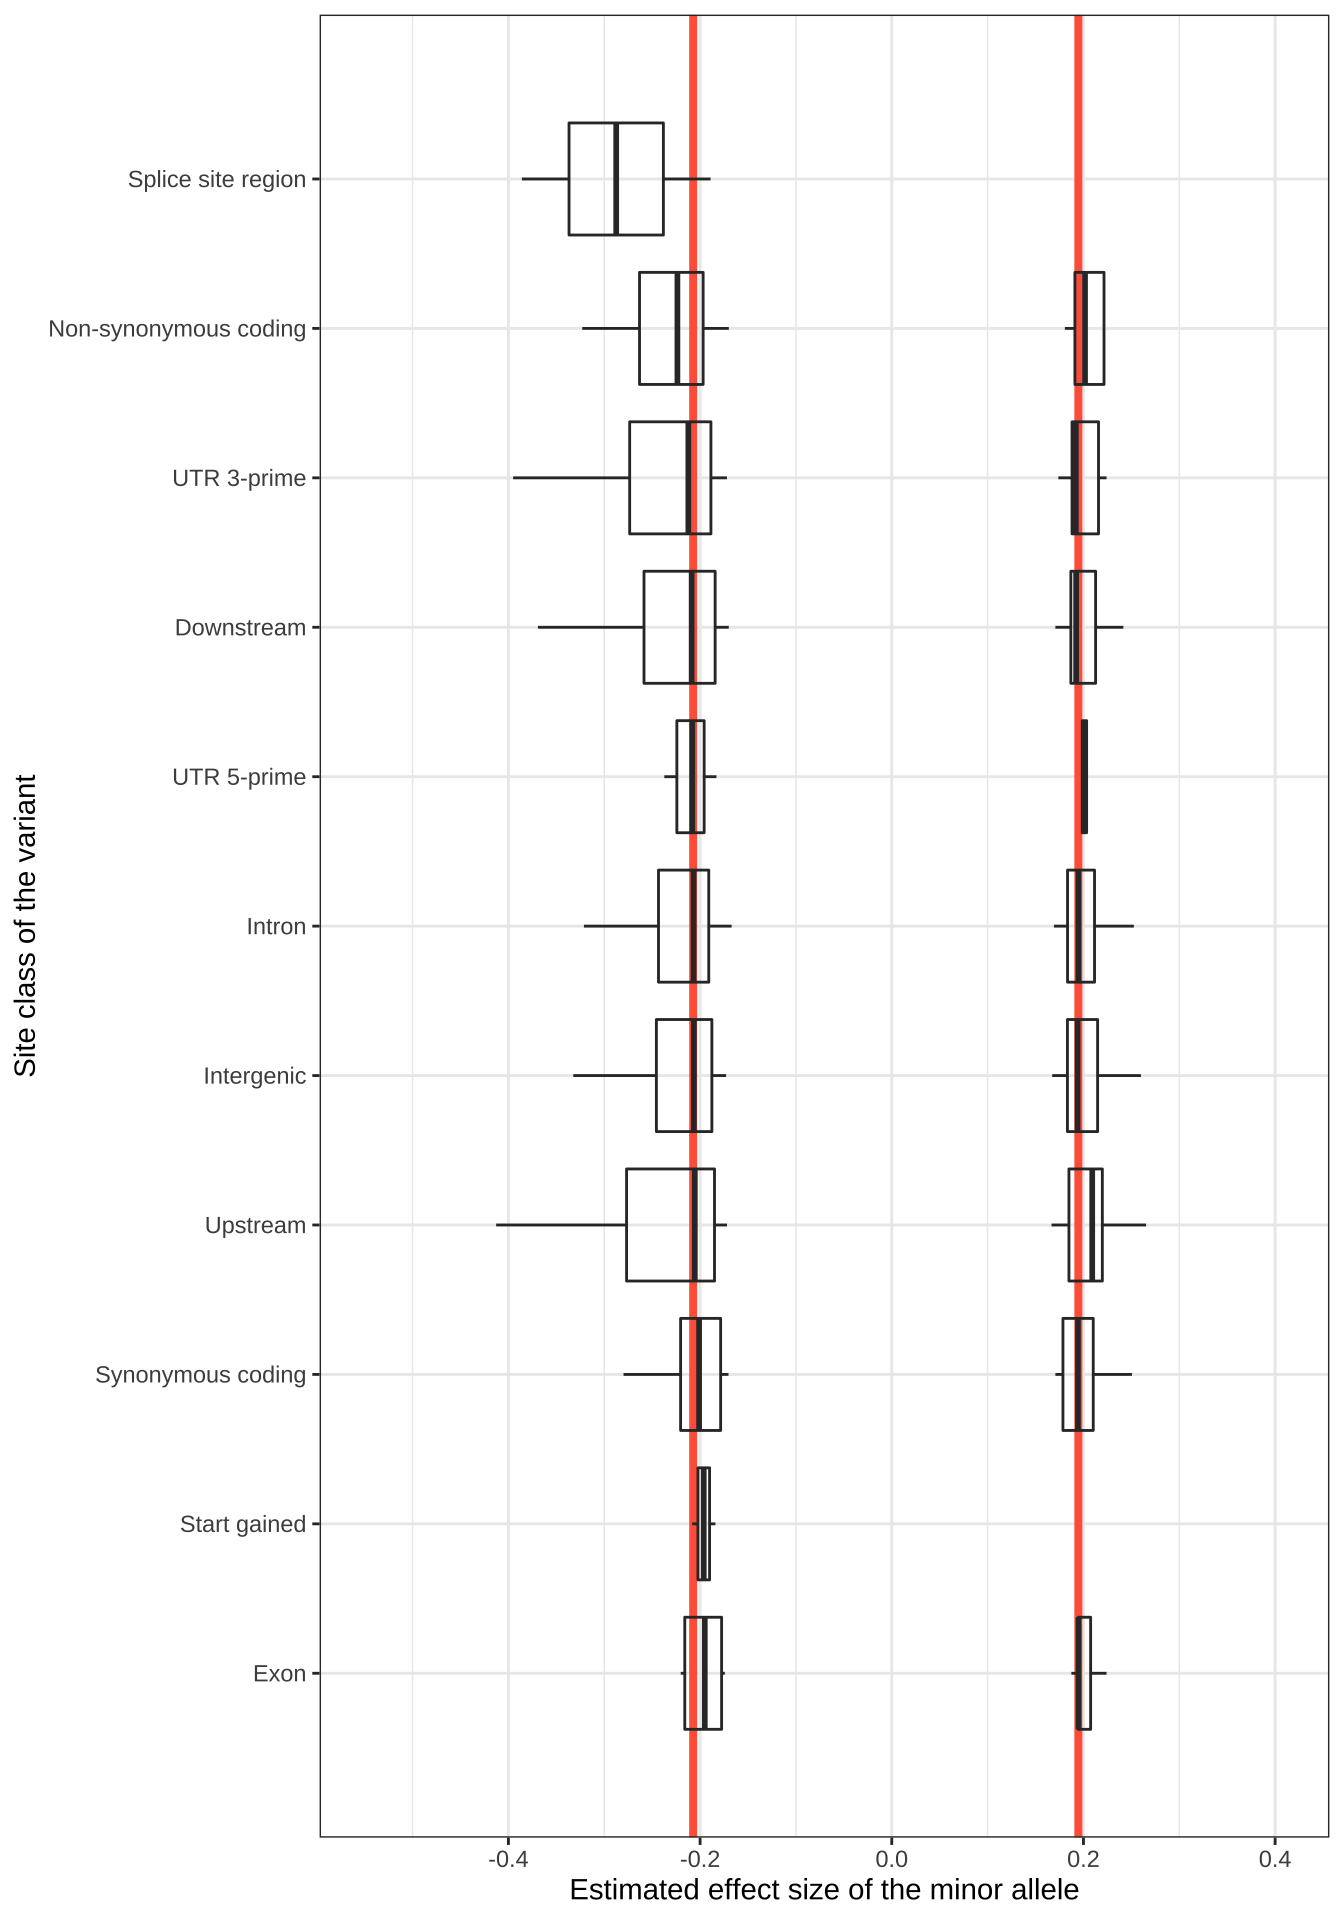 Site class of the variant
Splice site region
Non-synonymous coding
UTR 3-prime
Downstream
UTR 5-prime
Intron
Intergenic
Upstream
Synonymous coding
Start gained
Exon
-0.4 -0.2 0.0 0.2 0.4
Estimated effect size of the minor allele